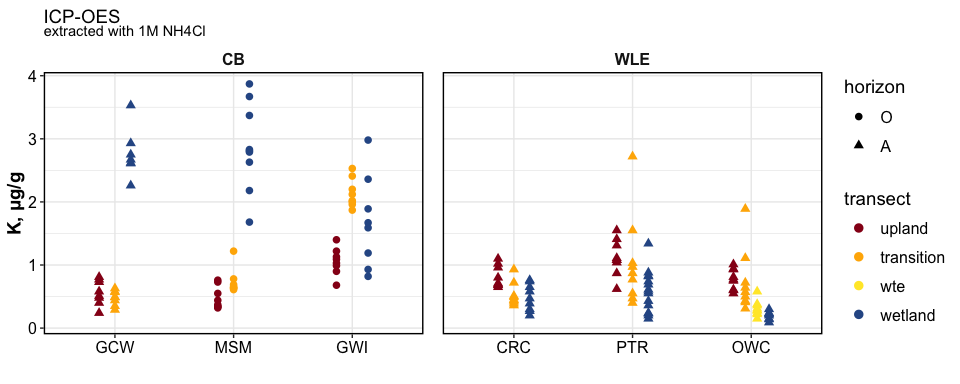 ICP-OES
extracted with 1M NH4Cl
CB
WLE
K, µg/g
4
3
2
1
0
GCW
MSM
GWI
CRC
PTR
OWC
horizon
O
A
transect
upland
transition
wte
wetland